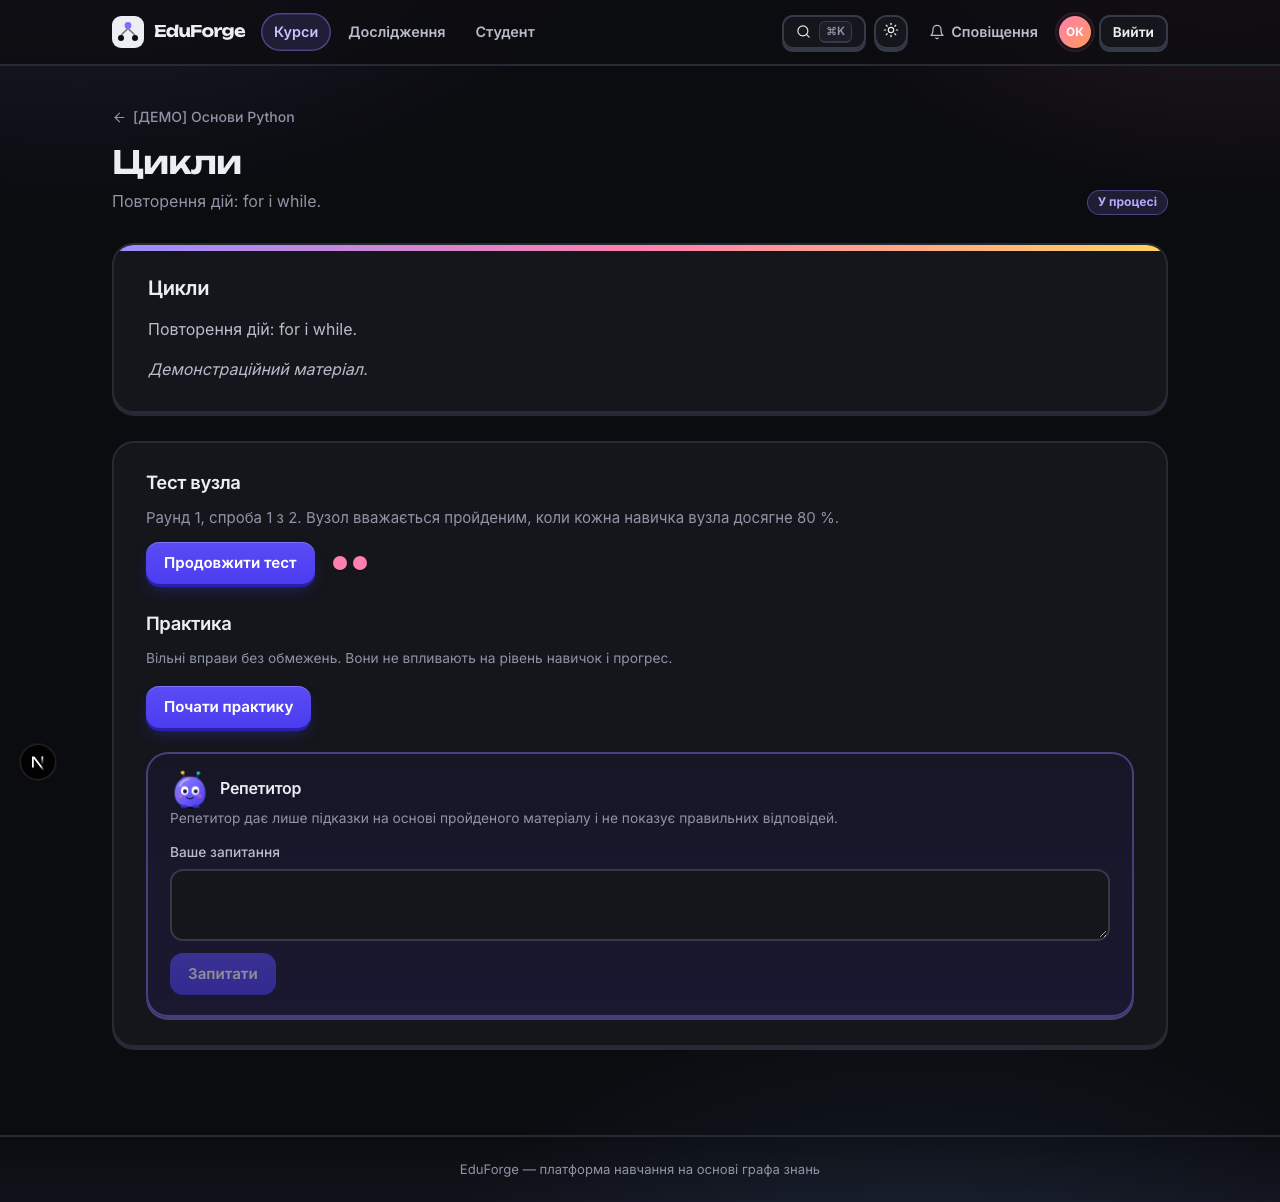 EduForge
Курси
Дослідження
Студент
⌘K
Сповіщення
ОК
Вийти
← [ДЕМО] Основи Python
Цикли
Повторення дій: for і while.
У процесі
Цикли
Повторення дій: for і while.
Демонстраційний матеріал.
Тест вузла
Раунд 1, спроба 1 з 2. Вузол вважається пройденим, коли кожна навичка вузла досягне 80 %.
Продовжити тест
Практика
Вільні вправи без обмежень. Вони не впливають на рівень навичок і прогрес.
Почати практику
N
Репетитор
Репетитор дає лише підказки на основі пройденого матеріалу і не показує правильних відповідей.
Ваше запитання
Запитати
EduForge — платформа навчання на основі графа знань